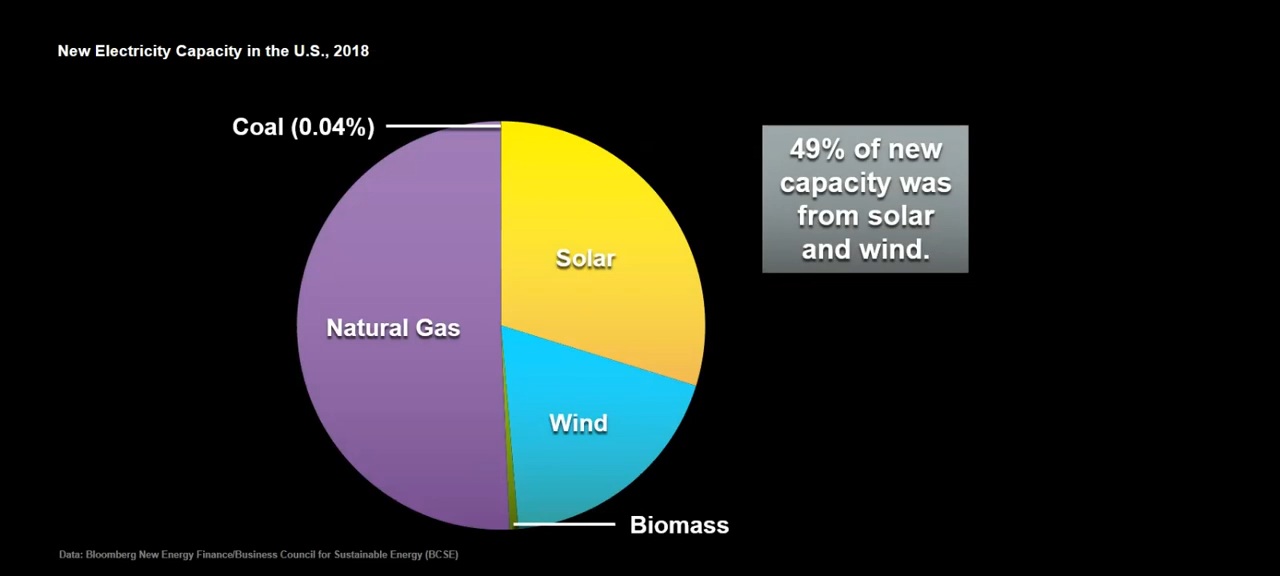 New Electricity Capacity in the U.S., 2018
Coal (0.04%)
49% of new
capacity was
from solar
and wind.
Solar
Natural Gas
Wind
Biomass
Data: Bloomberg New Energy Finance/Business Council for Sustainable Energy (BCSE)